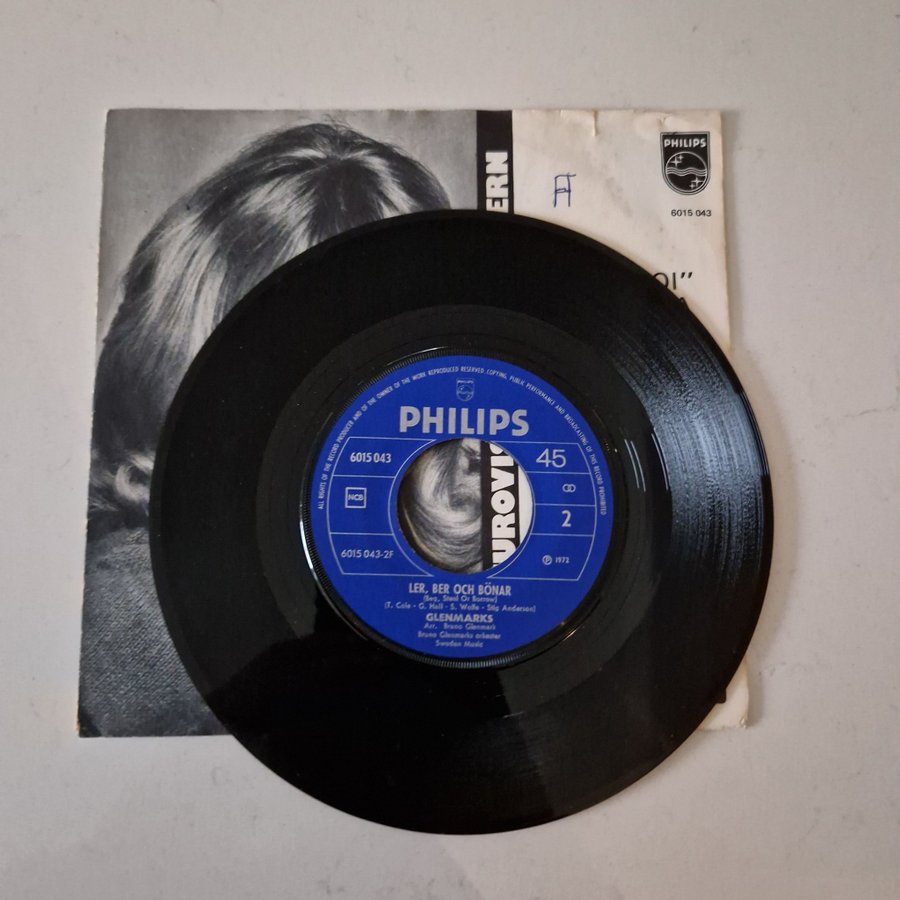 PHILIPS
6015 043
ERN
OI"
ALL RIGHTS OF THE RECORD PRODUCER AND OF THE OWNER OF THE WORK REPRODUCED RESERVED. COPYING, PUBLIC PERFORMANCE AND BROADCASTING OF THIS RECORD PROHIBITED
PHILIPS
6015 043
45
NCB
2
UROVI
6015 043-2F
℗ 1972
LER, BER OCH BÖNAR
(Beg, Steal Or Borrow)
(T. Cole - G. Hall - S. Wolfe - Stig Anderson)
GLENMARKS
Arr. Bruno Glenmark
Bruno Glenmarks orkester
Sweden Music